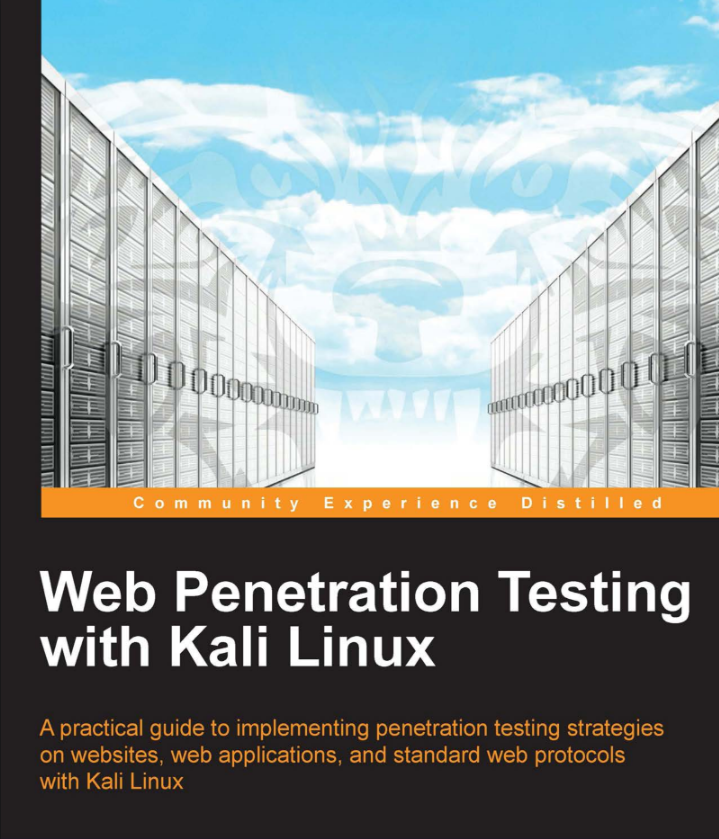 Community Experience Distilled
Web Penetration Testing
with Kali Linux
A practical guide to implementing penetration testing strategies
on websites, web applications, and standard web protocols
with Kali Linux